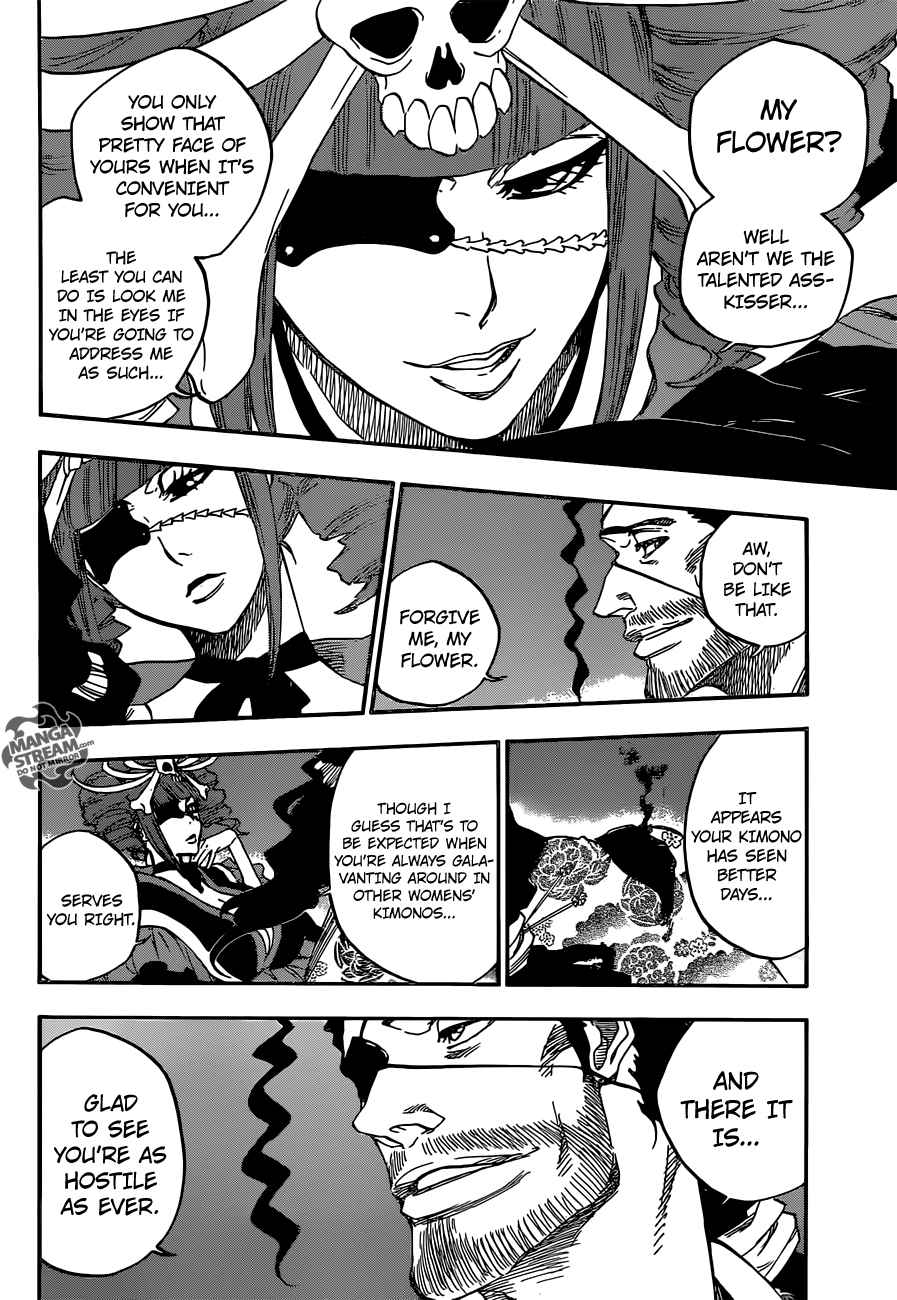 MY
FLOWER?
WELL
AREN'T WE THE
TALENTED ASS-
KISSER...
YOU ONLY
SHOW THAT
PRETTY FACE OF
YOURS WHEN IT'S
CONVENIENT
FOR YOU...
THE
LEAST YOU CAN
DO IS LOOK ME
IN THE EYES IF
YOU'RE GOING TO
ADDRESS ME
AS SUCH...
AW,
DON'T
BE LIKE
THAT.
FORGIVE
ME, MY
FLOWER.
IT
APPEARS
YOUR KIMONO
HAS SEEN
BETTER
DAYS...
THOUGH I
GUESS THAT'S TO
BE EXPECTED WHEN
YOU'RE ALWAYS GALA-
VANTING AROUND IN
OTHER WOMENS'
KIMONOS...
SERVES
YOU RIGHT.
MANGA
STREAM.com
DO NOT MIRROR
AND
THERE IT
IS...
GLAD
TO SEE
YOU'RE AS
HOSTILE
AS EVER.